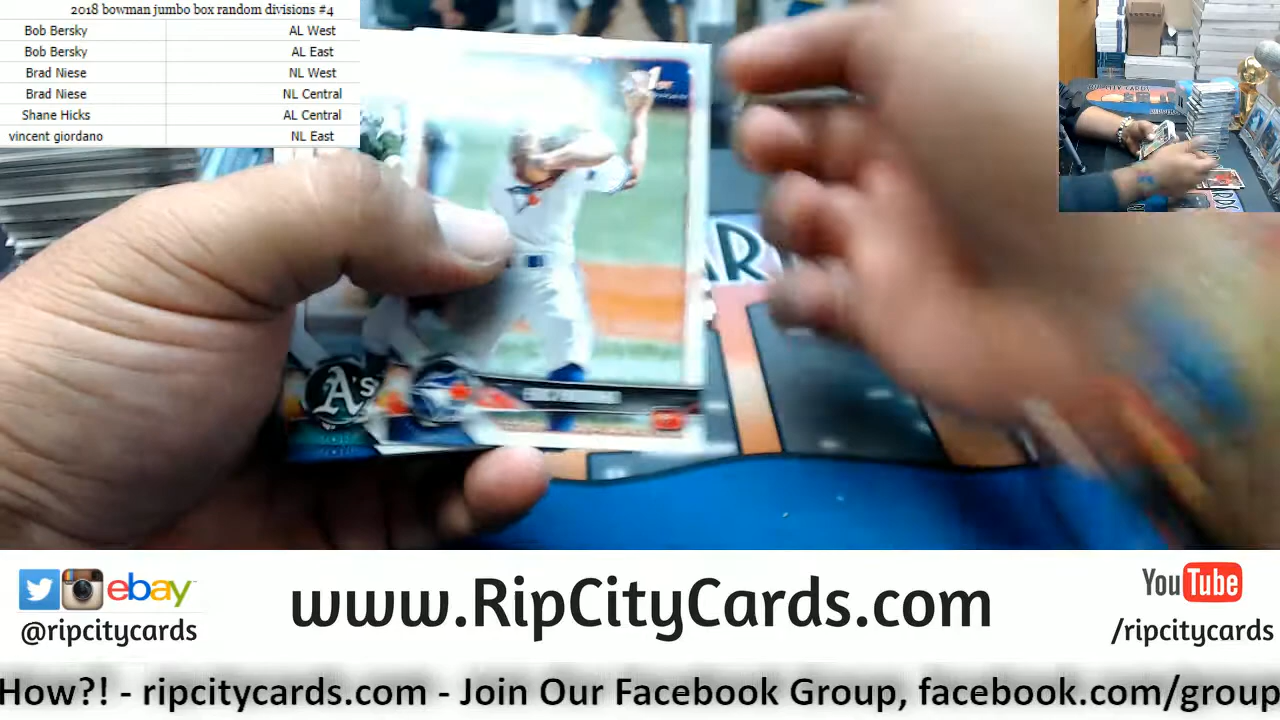 2018 bowman jumbo box random divisions #4
Bob Bersky AL West
Bob Bersky AL East
Brad Niese NL West
Brad Niese NL Central
Shane Hicks AL Central
vincent giordano NL East
1st
A's
ebay
@ripcitycards
www.RipCityCards.com
YouTube
/ripcitycards
How?! - ripcitycards.com - Join Our Facebook Group, facebook.com/group